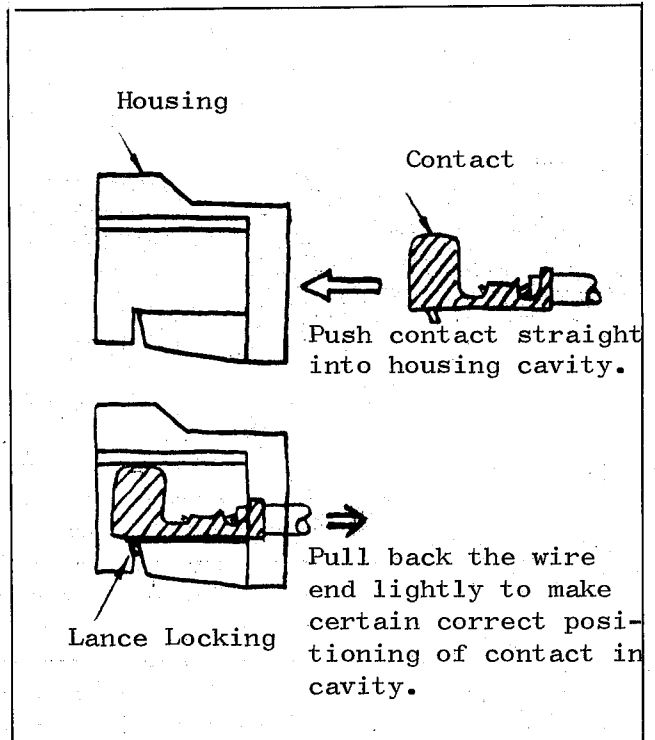 Housing
Contact
Push contact straight
into housing cavity.
Pull back the wire
end lightly to make
certain correct posi-
tioning of contact in
cavity.
Lance Locking